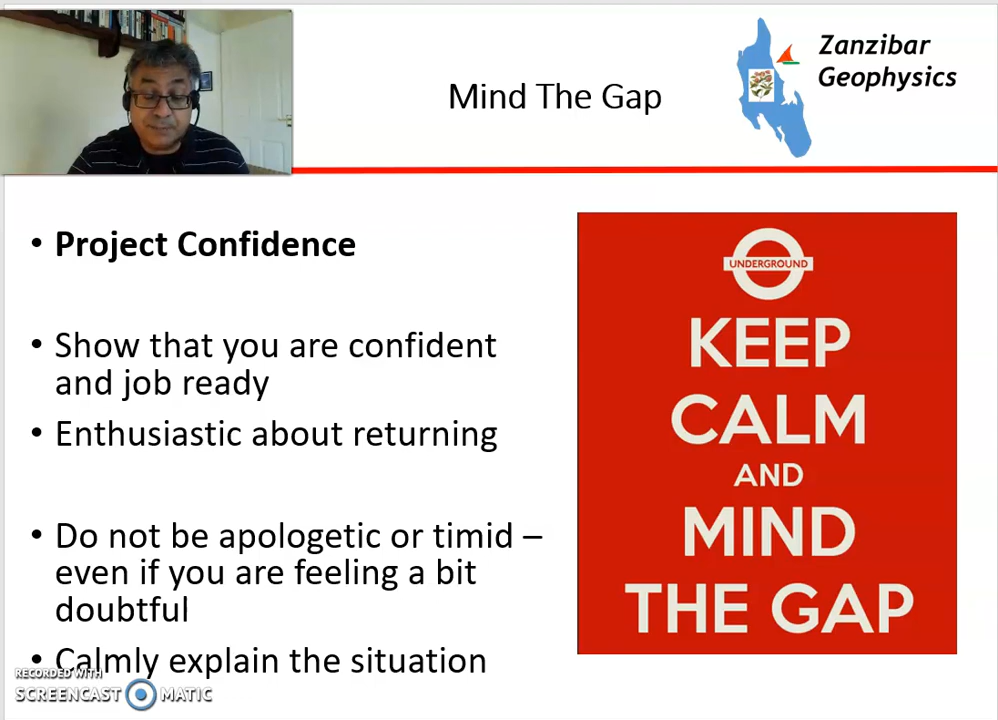 Mind The Gap
Zanzibar
Geophysics
• Project Confidence
• Show that you are confident
and job ready
• Enthusiastic about returning
• Do not be apologetic or timid –
even if you are feeling a bit
doubtful
• Calmly explain the situation
UNDERGROUND
KEEP
CALM
AND
MIND
THE GAP
RECORDED WITH
SCREENCAST MATIC